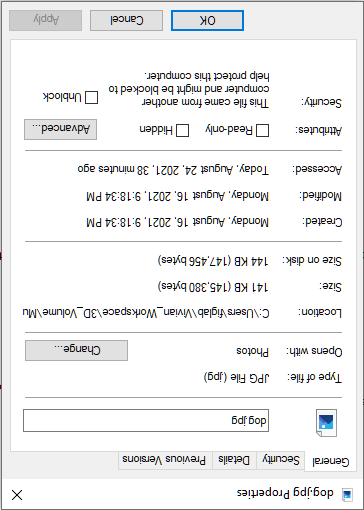 dog.jpg Properties
General Security Details Previous Versions
dog.jpg
Type of file: JPG File (.jpg)
Opens with: Photos Change...
Location: C:\Users\figlab\Vivian_Workspace\3D_Volume\Mu
Size: 141 KB (145,380 bytes)
Size on disk: 144 KB (147,456 bytes)
Created: Monday, August 16, 2021, 9:18:34 PM
Modified: Monday, August 16, 2021, 9:18:34 PM
Accessed: Today, August 24, 2021, 38 minutes ago
Attributes: Read-only Hidden Advanced...
Security: This file came from another
computer and might be blocked to
help protect this computer.
Unblock
OK Cancel Apply